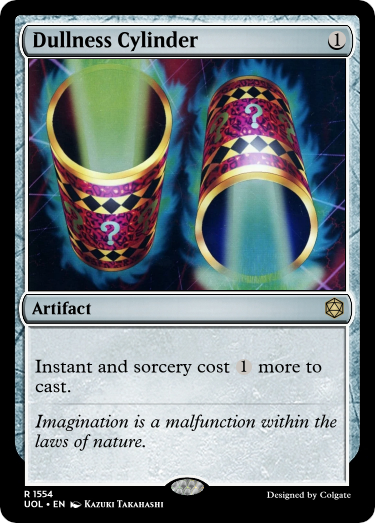 Dullness Cylinder 1
? ?
Artifact
Instant and sorcery cost 1 more to
cast.
Imagination is a malfunction within the
laws of nature.
R 1554
UOL • EN Kazuki Takahashi
Designed by Colgate